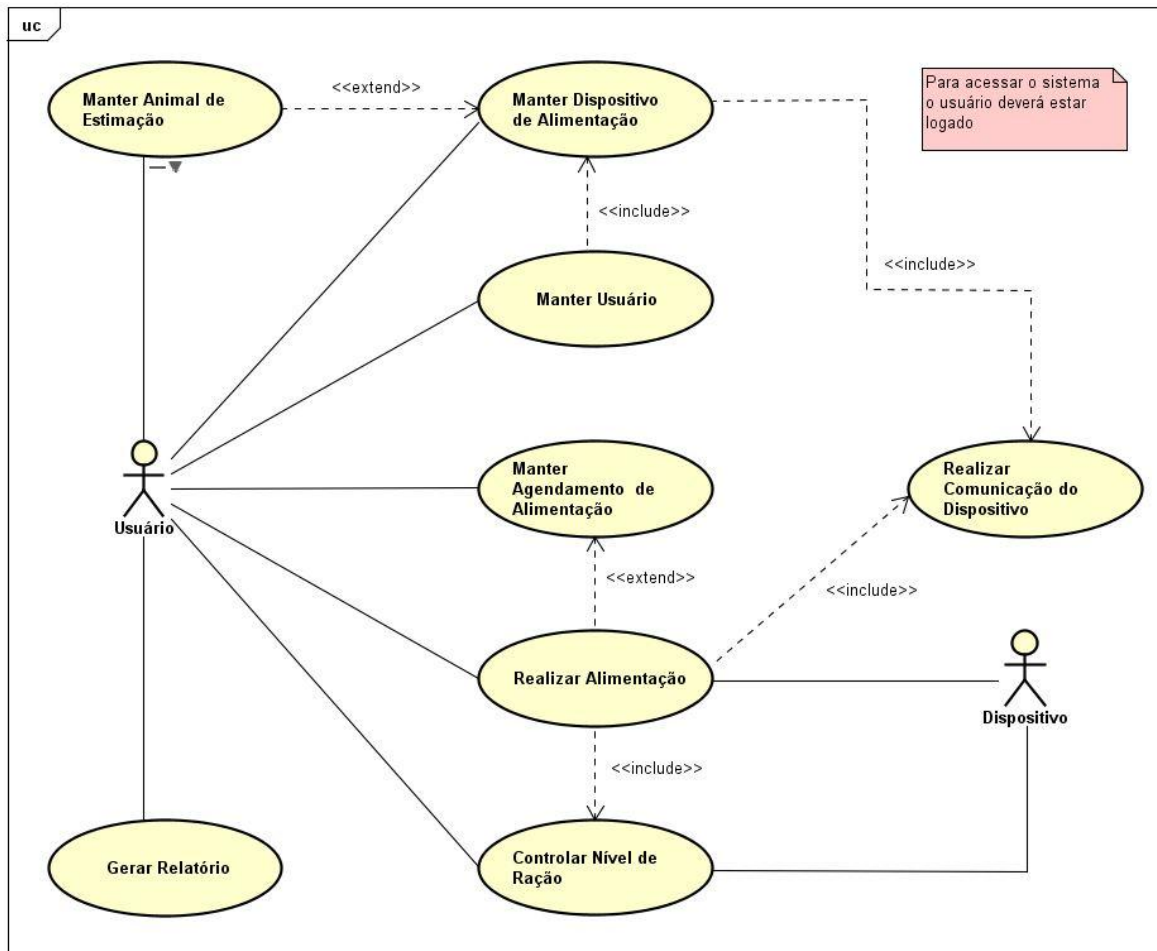 uc
Manter Animal de
Estimação
<<extend>>
Manter Dispositivo
de Alimentação
Para acessar o sistema
o usuário deverá estar
logado
<<include>>
<<include>>
Manter Usuário
Manter
Agendamento de
Alimentação
Realizar
Comunicação do
Dispositivo
Usuário
<<extend>>
<<include>>
Realizar Alimentação
Dispositivo
<<include>>
Gerar Relatório
Controlar Nível de
Ração